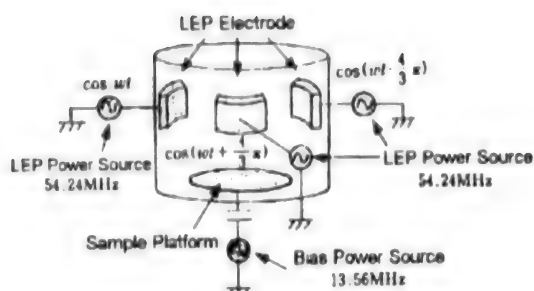 LEP Electrode
cos ωt
cos(ωt · 4/3 π)
LEP Power Source
54.24MHz
cos(ωt + 4/3 π)
LEP Power Source
54.24MHz
Sample Platform
Bias Power Source
13.56MHz